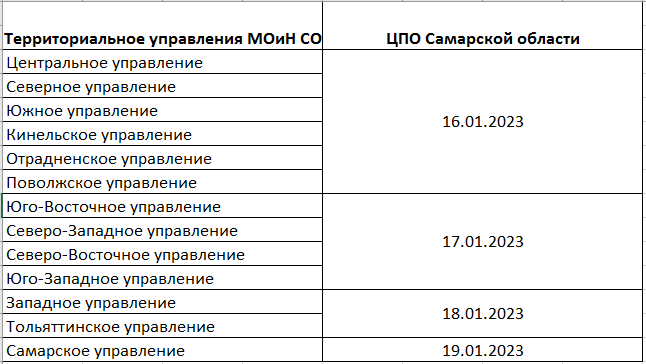 Территориальное управления МОиН СО ЦПО Самарской области
Центральное управление
Северное управление
Южное управление
16.01.2023
Кинельское управление
Отрадненское управление
Поволжское управление
Юго-Восточное управление
Северо-Западное управление
17.01.2023
Северо-Восточное управление
Юго-Западное управление
Западное управление
18.01.2023
Тольяттинское управление
Самарское управление 19.01.2023